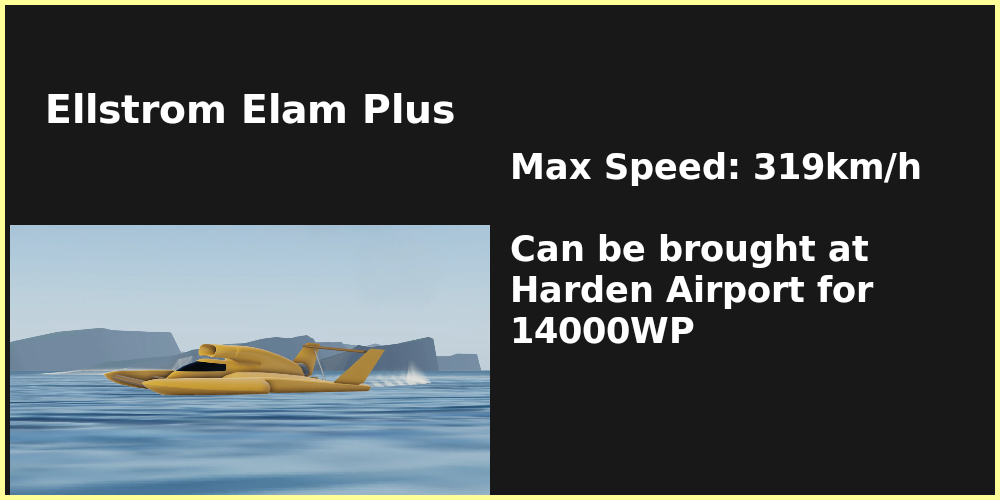 Ellstrom Elam Plus
Max Speed: 319km/h
Can be brought at
Harden Airport for
14000WP